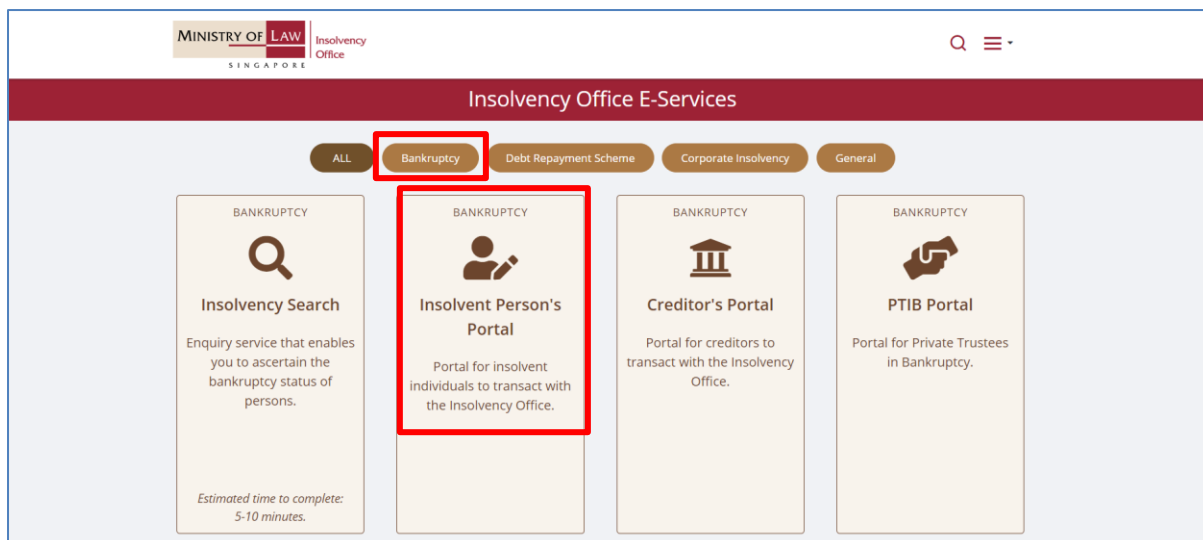 MINISTRY OF LAW
SINGAPORE
Insolvency
Office
Insolvency Office E-Services
ALL
Bankruptcy
Debt Repayment Scheme
Corporate Insolvency
General
BANKRUPTCY
Insolvency Search
Enquiry service that enables
you to ascertain the
bankruptcy status of
persons.
Estimated time to complete:
5-10 minutes.
BANKRUPTCY
Insolvent Person's
Portal
Portal for insolvent
individuals to transact with
the Insolvency Office.
BANKRUPTCY
Creditor's Portal
Portal for creditors to
transact with the Insolvency
Office.
BANKRUPTCY
PTIB Portal
Portal for Private Trustees
in Bankruptcy.